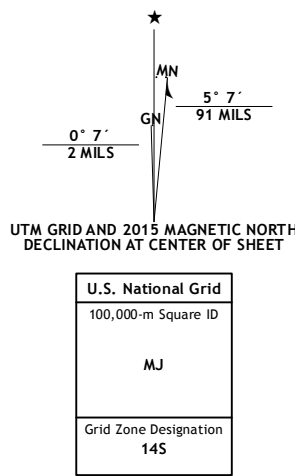 MN
GN
5° 7´
91 MILS
0° 7´
2 MILS
UTM GRID AND 2015 MAGNETIC NORTH
DECLINATION AT CENTER OF SHEET
U.S. National Grid
100,000-m Square ID
MJ
Grid Zone Designation
14S